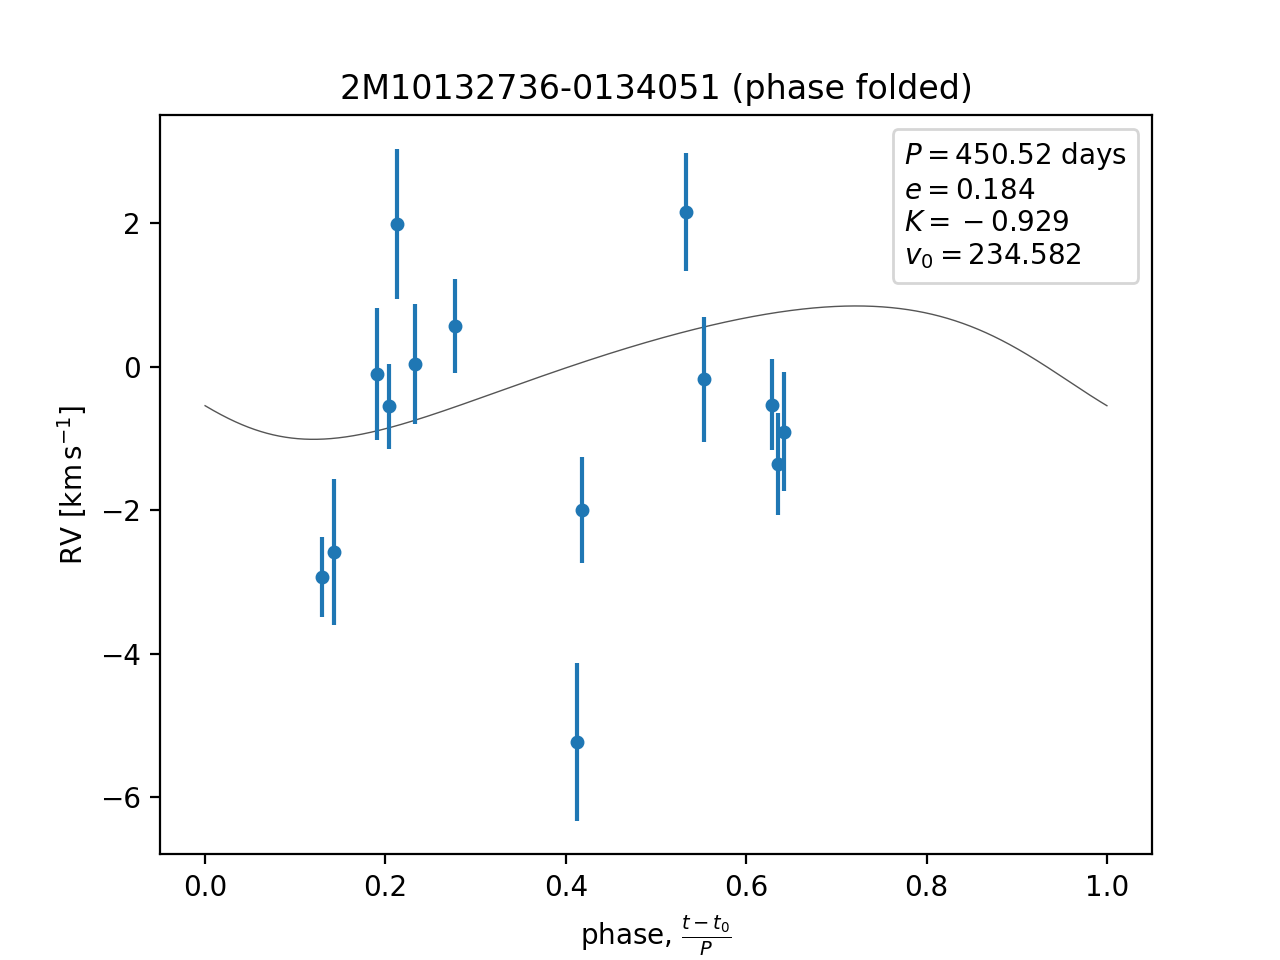 2M10132736-0134051 (phase folded)
P = 450.52 days
e = 0.184
K = −0.929
v₀ = 234.582
RV [km s⁻¹]
2
0
−2
−4
−6
0.0 0.2 0.4 0.6 0.8 1.0
phase, (t − t₀)/P